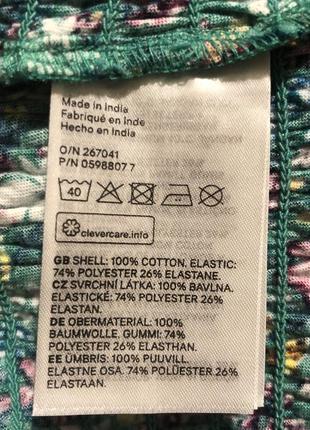 Made in India
Fabriqué en Inde
Hecho en India
O/N 267041
P/N 0598807 7
40
clevercare.info
GB SHELL: 100% COTTON. ELASTIC:
74% POLYESTER 26% ELASTANE.
CZ SVRCHNÍ LÁTKA: 100% BAVLNA.
ELASTICKÉ: 74% POLYESTER 26%
ELASTAN.
DE OBERMATERIAL: 100%
BAUMWOLLE. GUMMI: 74%
POLYESTER 26% ELASTHAN.
EE ÜMBRIS: 100% PUUVILL.
ELASTNE OSA. 74% POLÜESTER 26%
ELASTAAN.